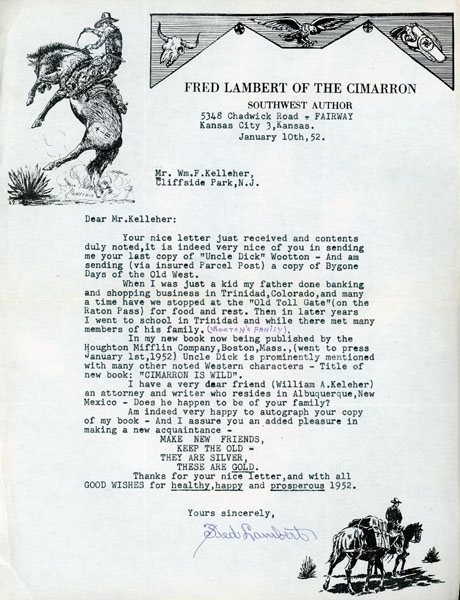 FRED LAMBERT OF THE CIMARRON
SOUTHWEST AUTHOR
5348 Chadwick Road - FAIRWAY
Kansas City 3,Kansas.
January 10th,52.
Mr. Wm.F.Kelleher,
Cliffside Park,N.J.
Dear Mr.Kelleher:
Your nice letter just received and contents
duly noted,it is indeed very nice of you in sending
me your last copy of "Uncle Dick" Wootton - And am
sending (via insured Parcel Post) a copy of Bygone
Days of the Old West.
When I was just a kid my father done banking
and shopping business in Trinidad,Colorado,and many
a time have we stopped at the "Old Toll Gate"(on the
Raton Pass) for food and rest. Then in later years
I went to school in Trinidad and while there met many
members of his family. (WOOTON'S FAMILY).
In my new book now being published by the
Houghton Mifflin Company,Boston,Mass.,(went to press
January 1st,1952) Uncle Dick is prominently mentioned
with many other noted Western characters - Title of
new book: "CIMARRON IS WILD".
I have a very dear friend (William A.Keleher)
an attorney and writer who resides in Albuquerque,New
Mexico - Does he happen to be of your family?
Am indeed very happy to autograph your copy
of my book - And I assure you an added pleasure in
making a new acquaintance -
MAKE NEW FRIENDS,
KEEP THE OLD -
THEY ARE SILVER,
THESE ARE GOLD.
Thanks for your nice letter,and with all
GOOD WISHES for healthy,happy and prosperous 1952.
Yours sincerely,
Fred Lambert